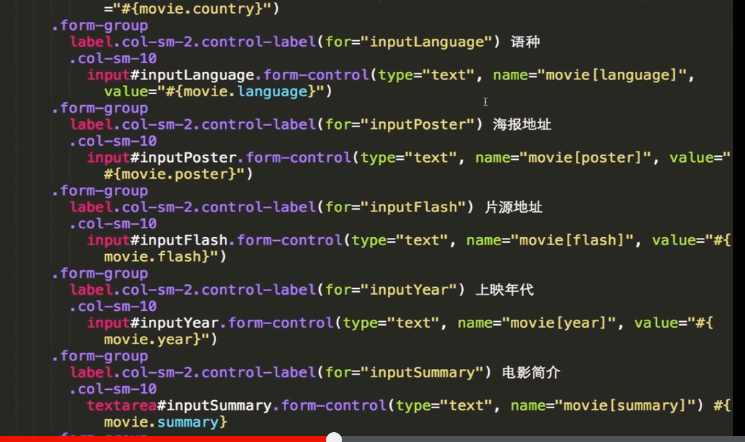 ="#{movie.country}")
.form-group
label.col-sm-2.control-label(for="inputLanguage") 语种
.col-sm-10
input#inputLanguage.form-control(type="text", name="movie[language]",
value="#{movie.language}")
.form-group
label.col-sm-2.control-label(for="inputPoster") 海报地址
.col-sm-10
input#inputPoster.form-control(type="text", name="movie[poster]", value="
#{movie.poster}")
.form-group
label.col-sm-2.control-label(for="inputFlash") 片源地址
.col-sm-10
input#inputFlash.form-control(type="text", name="movie[flash]", value="#{
movie.flash}")
.form-group
label.col-sm-2.control-label(for="inputYear") 上映年代
.col-sm-10
input#inputYear.form-control(type="text", name="movie[year]", value="#{
movie.year}")
.form-group
label.col-sm-2.control-label(for="inputSummary") 电影简介
.col-sm-10
textarea#inputSummary.form-control(type="text", name="movie[summary]") #{
movie.summary}